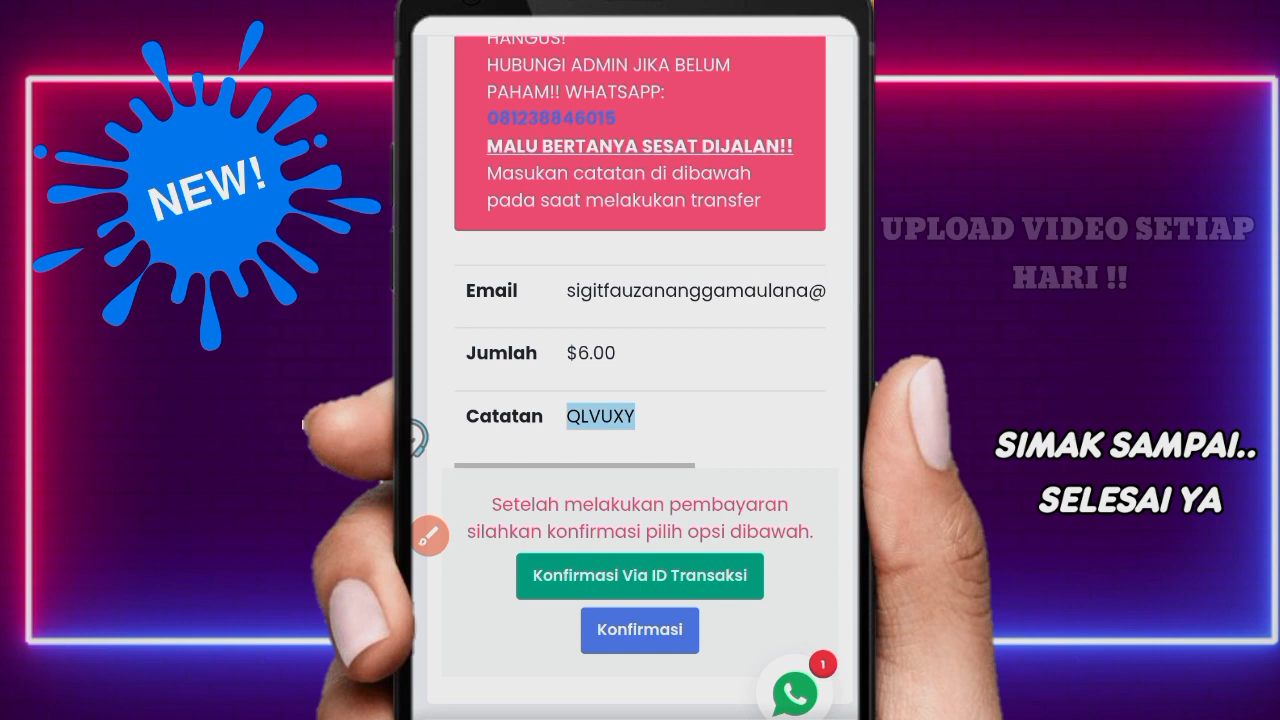 NEW!
HANGUS!
HUBUNGI ADMIN JIKA BELUM
PAHAM!! WHATSAPP:
081238846015
MALU BERTANYA SESAT DIJALAN!!
Masukan catatan di dibawah
pada saat melakukan transfer
Email sigitfauzananggamaulana@
Jumlah $6.00
Catatan QLVUXY
Setelah melakukan pembayaran
silahkan konfirmasi pilih opsi dibawah.
Konfirmasi Via ID Transaksi
Konfirmasi
1
UPLOAD VIDEO SETIAP
HARI !!
SIMAK SAMPAI..
SELESAI YA